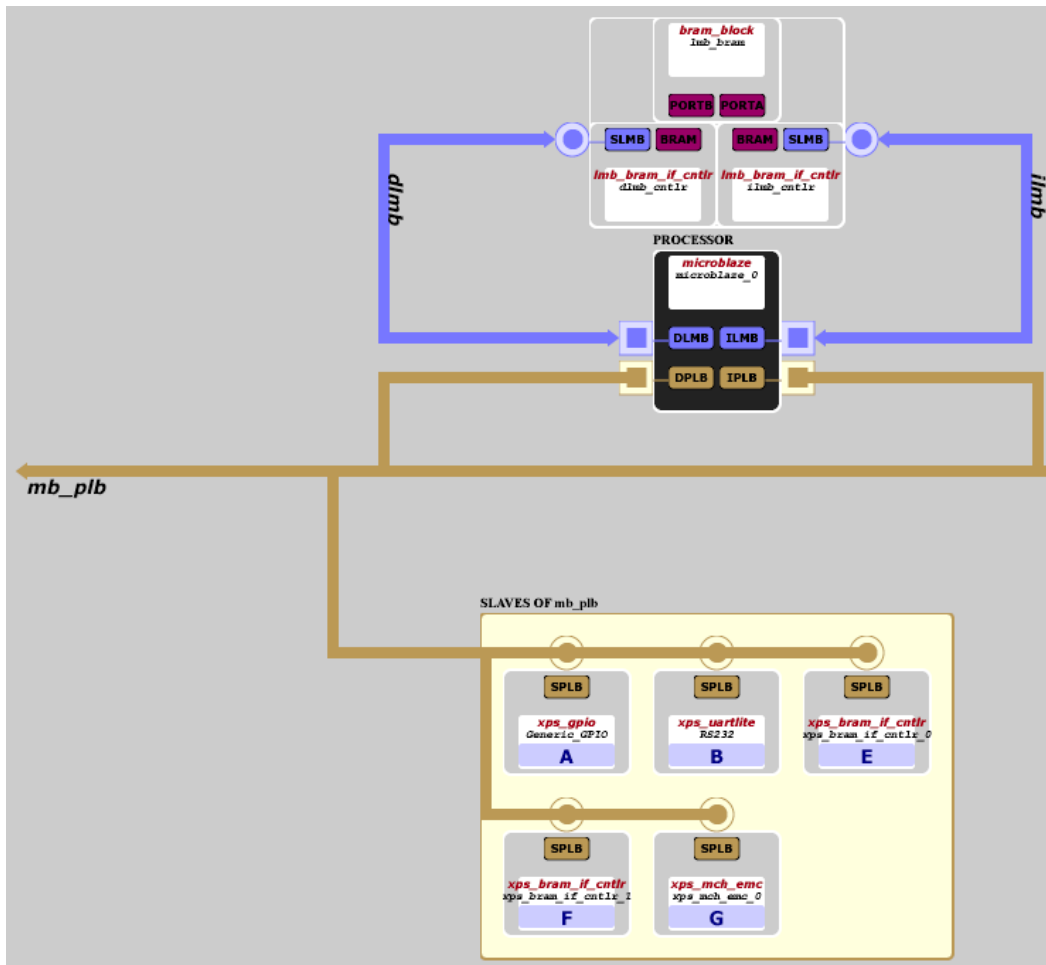 bram_block
lmb_bram
PORTB PORTA
SLMB BRAM BRAM SLMB
lmb_bram_if_cntlr lmb_bram_if_cntlr
dlmb_cntlr ilmb_cntlr
dlmb ilmb
PROCESSOR
microblaze
microblaze_0
DLMB ILMB
DPLB IPLB
mb_plb
SLAVES OF mb_plb
SPLB SPLB SPLB
xps_gpio xps_uartlite xps_bram_if_cntlr
Generic_GPIO RS232 xps_bram_if_cntlr_0
A B E
SPLB SPLB
xps_bram_if_cntlr xps_mch_emc
xps_bram_if_cntlr_1 xps_mch_emc_0
F G